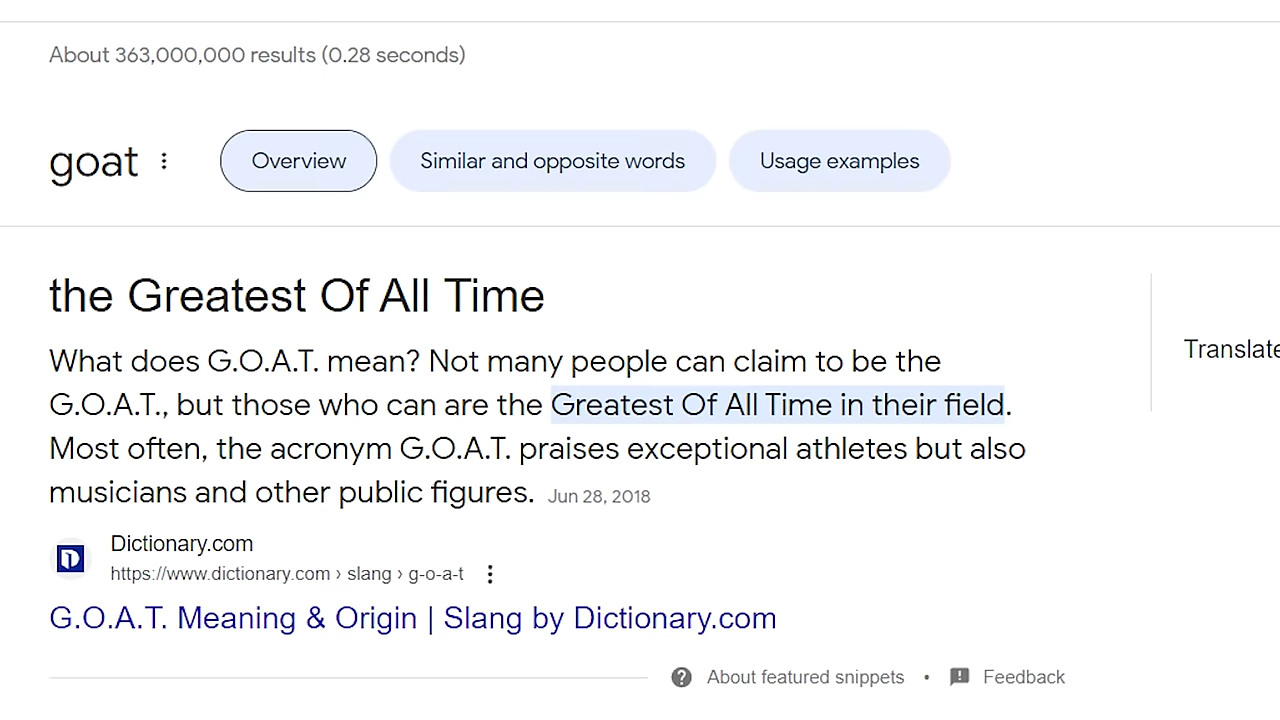 About 363,000,000 results (0.28 seconds)
goat
Overview
Similar and opposite words
Usage examples
the Greatest Of All Time
What does G.O.A.T. mean? Not many people can claim to be the
G.O.A.T., but those who can are the Greatest Of All Time in their field.
Most often, the acronym G.O.A.T. praises exceptional athletes but also
musicians and other public figures. Jun 28, 2018
Translate
Dictionary.com
https://www.dictionary.com › slang › g-o-a-t
G.O.A.T. Meaning & Origin | Slang by Dictionary.com
About featured snippets • Feedback